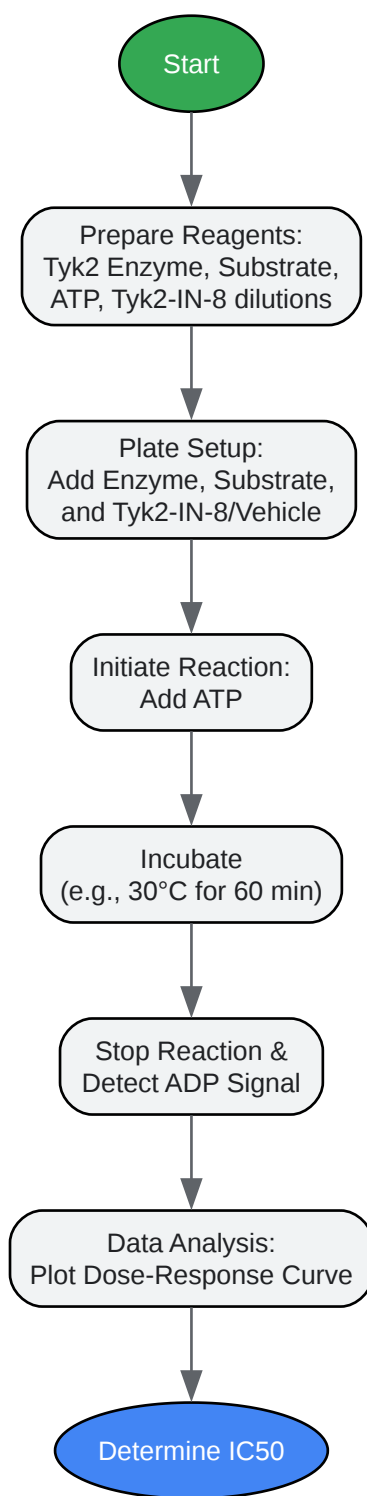 Start
Prepare Reagents:
Tyk2 Enzyme, Substrate,
ATP, Tyk2-IN-8 dilutions
Plate Setup:
Add Enzyme, Substrate,
and Tyk2-IN-8/Vehicle
Initiate Reaction:
Add ATP
Incubate
(e.g., 30°C for 60 min)
Stop Reaction &
Detect ADP Signal
Data Analysis:
Plot Dose-Response Curve
Determine IC50